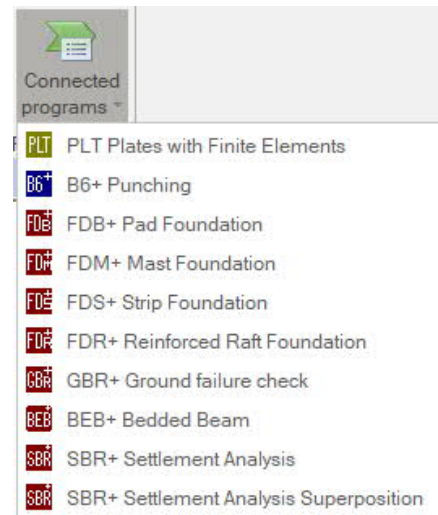 Connected
programs
PLT PLT Plates with Finite Elements
B6+ B6+ Punching
FDB+ FDB+ Pad Foundation
FDM+ FDM+ Mast Foundation
FDS+ FDS+ Strip Foundation
FDR+ FDR+ Reinforced Raft Foundation
GBR+ GBR+ Ground failure check
BEB+ BEB+ Bedded Beam
SBR+ SBR+ Settlement Analysis
SBR+ SBR+ Settlement Analysis Superposition